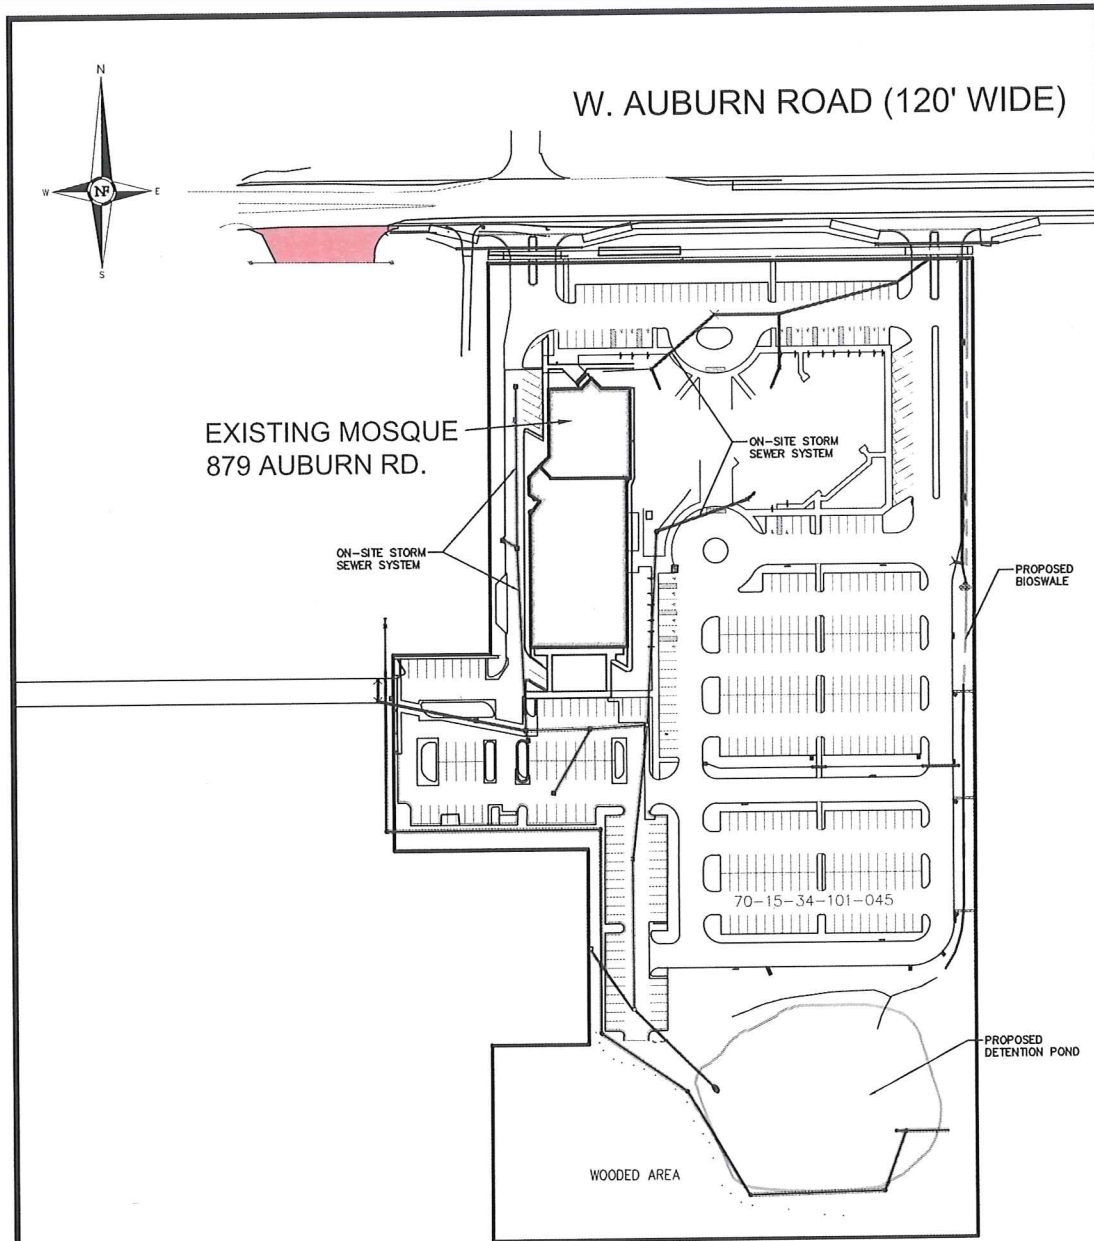 N
W. AUBURN ROAD (120' WIDE)
W NF E
S
EXISTING MOSQUE
879 AUBURN RD.
ON-SITE STORM
SEWER SYSTEM
ON-SITE STORM
SEWER SYSTEM
PROPOSED
BIOSWALE
70-15-34-101-045
PROPOSED
DETENTION POND
WOODED AREA